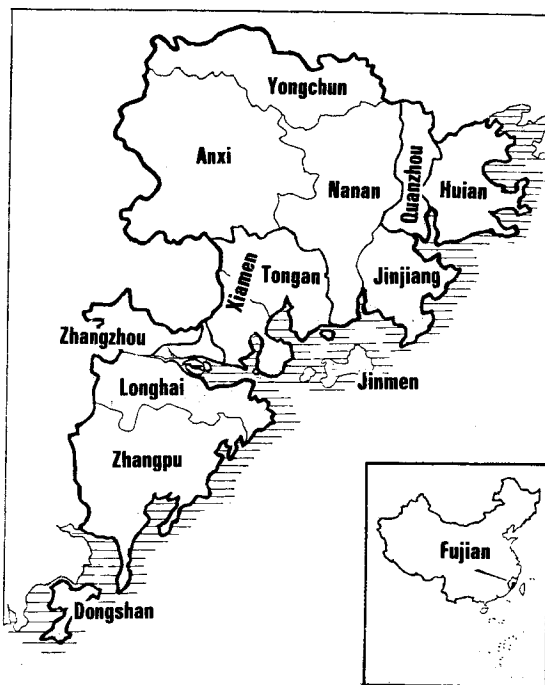 Yongchun
Anxi
Nanan
Quanzhou
Huian
Xiamen
Tongan
Jinjiang
Zhangzhou
Longhai
Jinmen
Zhangpu
Fujian
Dongshan